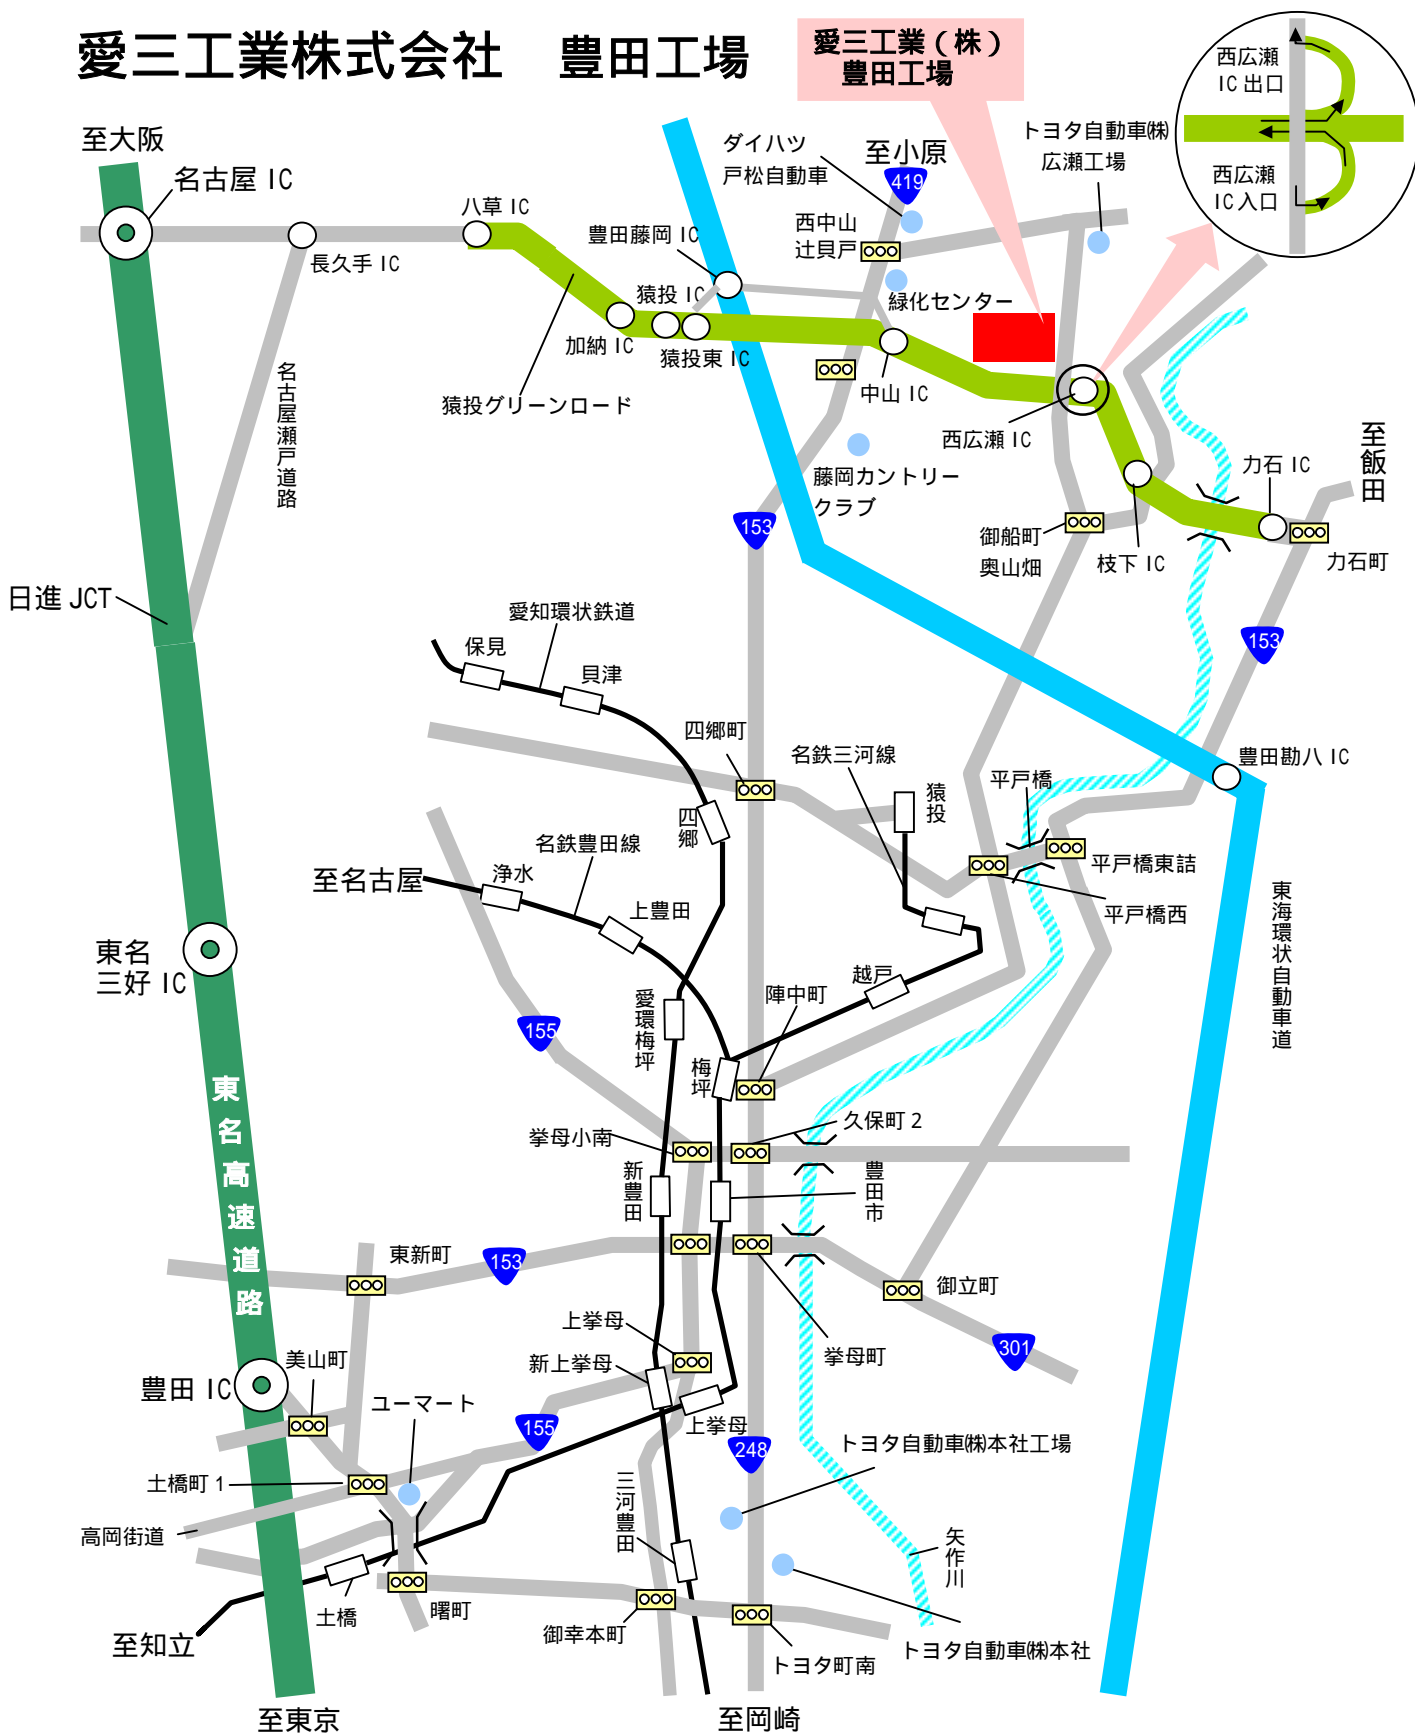 愛三工業株式会社　豊田工場
愛三工業（株）
豊田工場
西広瀬
IC 出口
西広瀬
IC 入口
至大阪
名古屋 IC
八草 IC
長久手 IC
豊田藤岡 IC
猿投 IC
加納 IC
猿投東 IC
猿投グリーンロード
名古屋瀬戸道路
ダイハツ
戸松自動車
至小原
419
西中山
辻貝戸
トヨタ自動車㈱
広瀬工場
緑化センター
中山 IC
西広瀬 IC
藤岡カントリー
クラブ
153
御船町
奥山畑
枝下 IC
力石 IC
至飯田
力石町
153
日進 JCT
愛知環状鉄道
保見
貝津
四郷町
四郷
名鉄三河線
猿投
平戸橋
豊田勘八 IC
平戸橋東詰
平戸橋西
東海環状自動車道
名鉄豊田線
至名古屋
浄水
上豊田
東名
三好 IC
155
愛環梅坪
越戸
陣中町
梅坪
東名高速道路
挙母小南
久保町 2
新豊田
豊田市
東新町
153
御立町
301
挙母町
上挙母
新上挙母
上挙母
美山町
豊田 IC
ユーマート
155
248
トヨタ自動車㈱本社工場
土橋町 1
高岡街道
三河豊田
矢作川
土橋
曙町
御幸本町
トヨタ町南
トヨタ自動車㈱本社
至知立
至東京
至岡崎